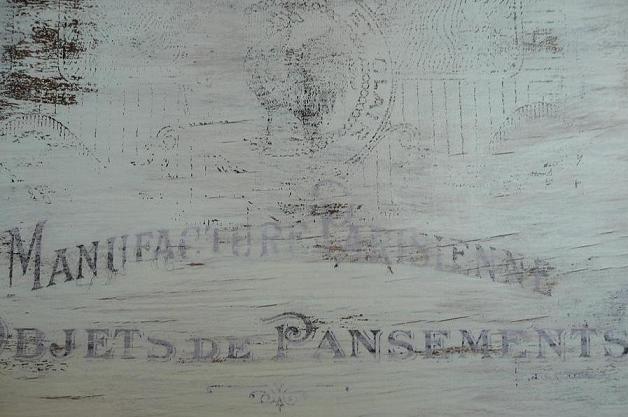 Manufacture Parisienne
Objets de Pansements